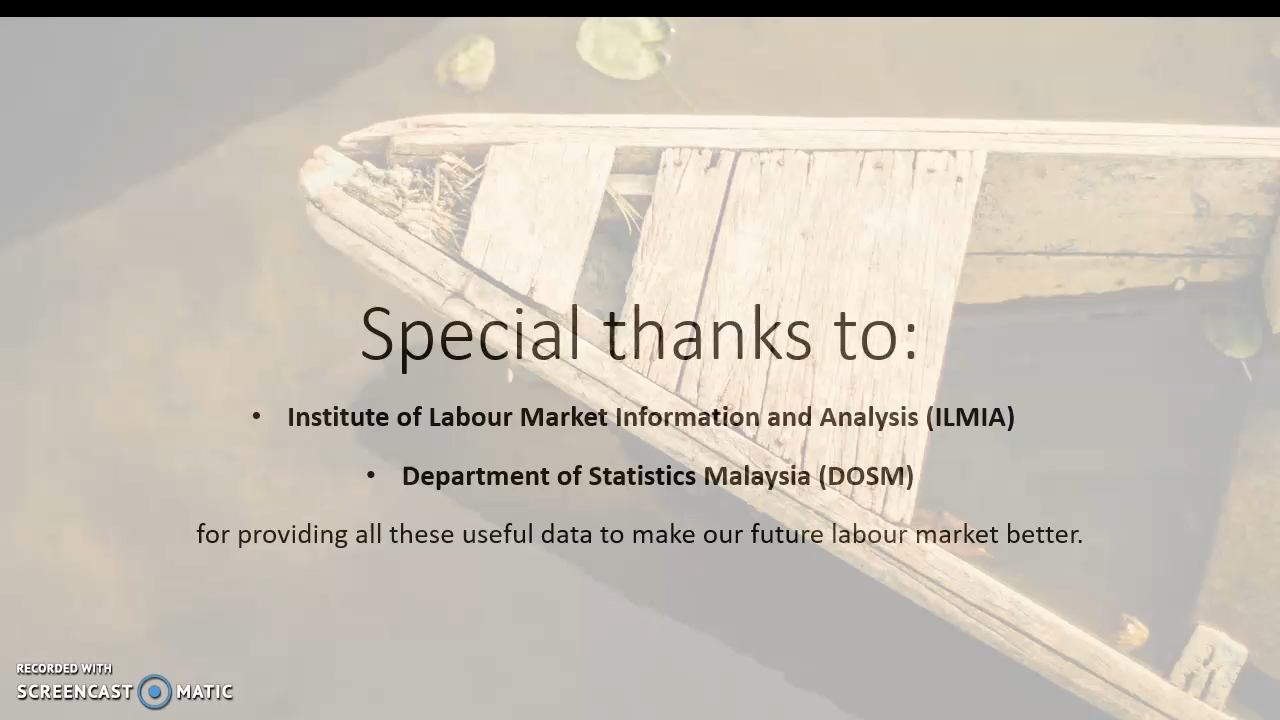 Special thanks to:
• Institute of Labour Market Information and Analysis (ILMIA)
• Department of Statistics Malaysia (DOSM)
for providing all these useful data to make our future labour market better.
RECORDED WITH
SCREENCAST MATIC